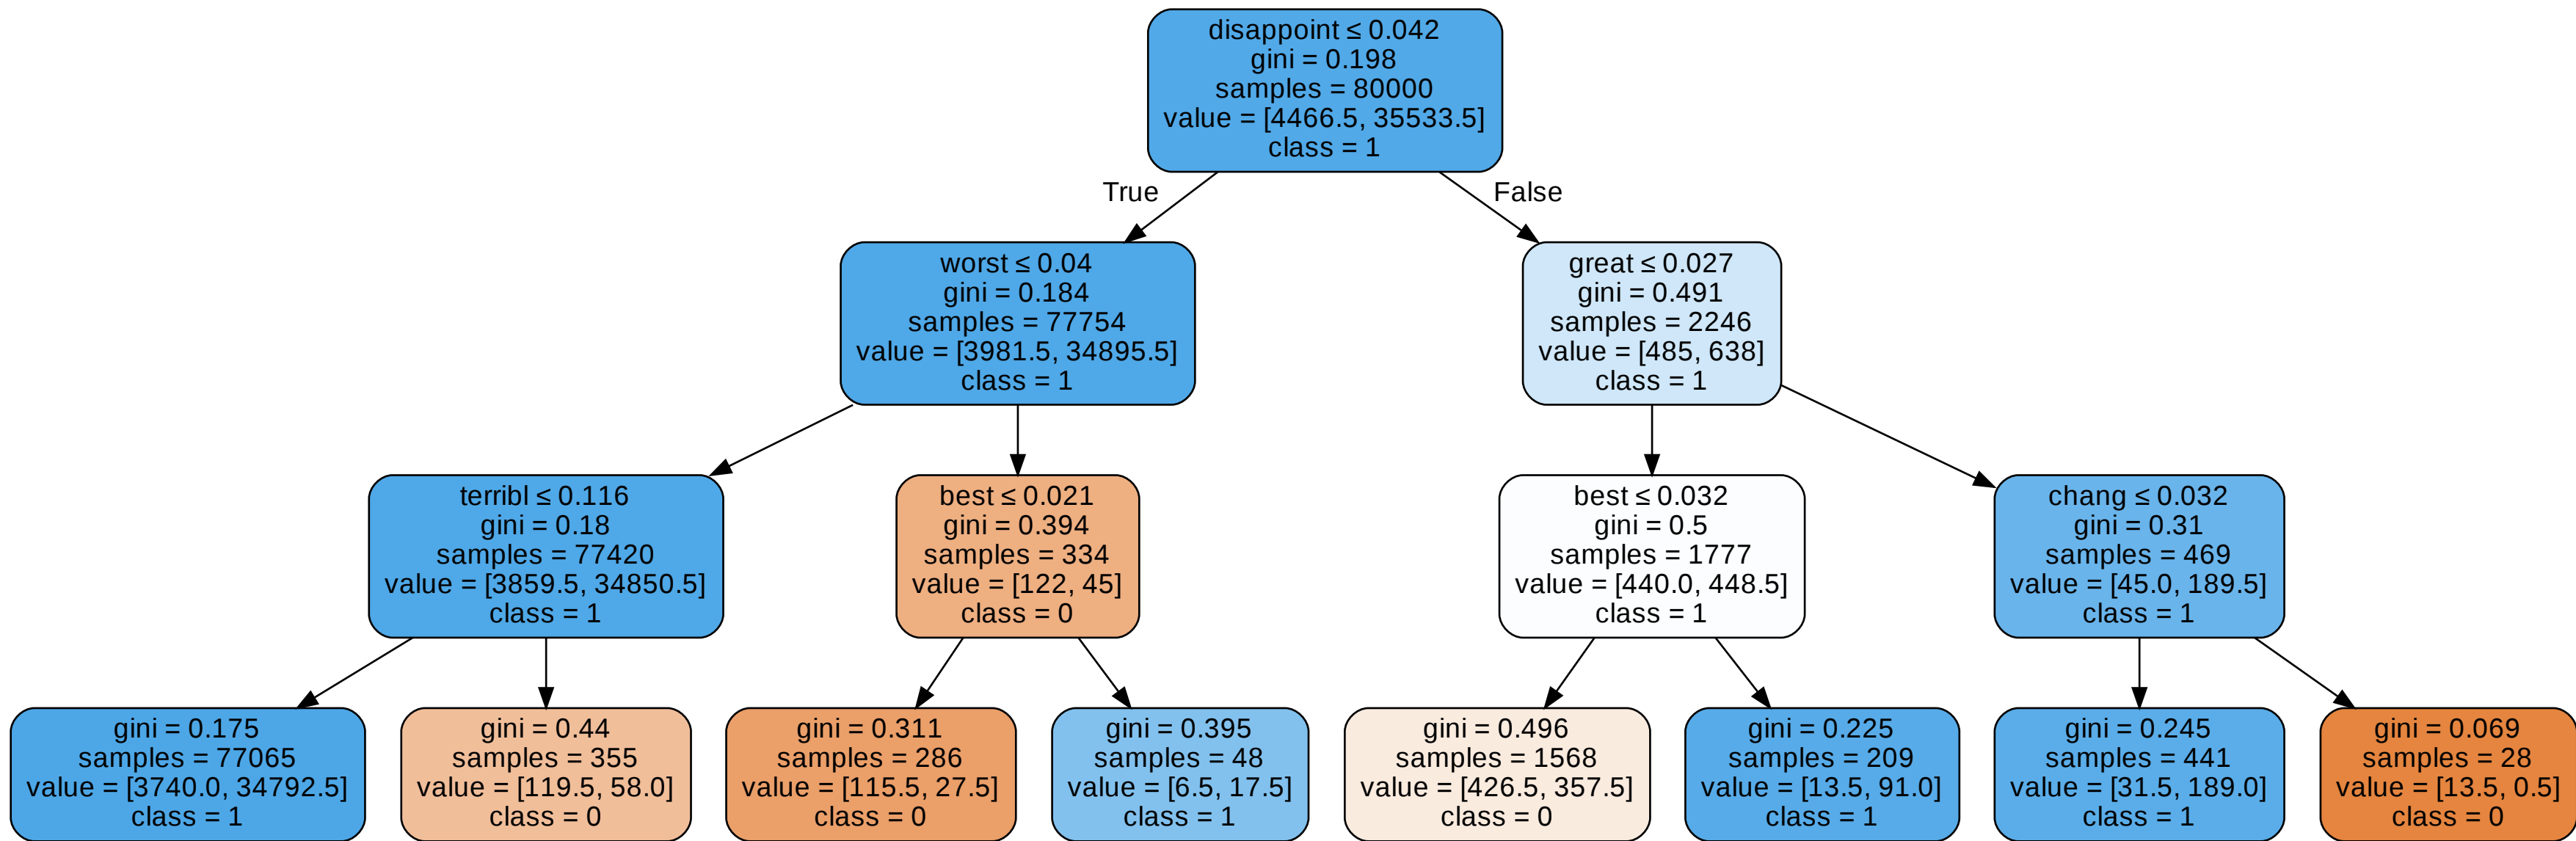 disappoint ≤ 0.042
gini = 0.198
samples = 80000
value = [4466.5, 35533.5]
class = 1
True
False
worst ≤ 0.04
gini = 0.184
samples = 77754
value = [3981.5, 34895.5]
class = 1
great ≤ 0.027
gini = 0.491
samples = 2246
value = [485, 638]
class = 1
terribl ≤ 0.116
gini = 0.18
samples = 77420
value = [3859.5, 34850.5]
class = 1
best ≤ 0.021
gini = 0.394
samples = 334
value = [122, 45]
class = 0
best ≤ 0.032
gini = 0.5
samples = 1777
value = [440.0, 448.5]
class = 1
chang ≤ 0.032
gini = 0.31
samples = 469
value = [45.0, 189.5]
class = 1
gini = 0.175
samples = 77065
value = [3740.0, 34792.5]
class = 1
gini = 0.44
samples = 355
value = [119.5, 58.0]
class = 0
gini = 0.311
samples = 286
value = [115.5, 27.5]
class = 0
gini = 0.395
samples = 48
value = [6.5, 17.5]
class = 1
gini = 0.496
samples = 1568
value = [426.5, 357.5]
class = 0
gini = 0.225
samples = 209
value = [13.5, 91.0]
class = 1
gini = 0.245
samples = 441
value = [31.5, 189.0]
class = 1
gini = 0.069
samples = 28
value = [13.5, 0.5]
class = 0